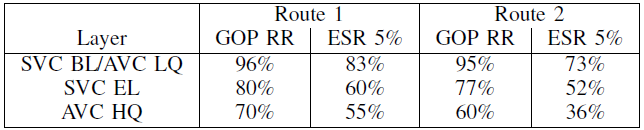 Route 1 Route 2
Layer GOP RR ESR 5% GOP RR ESR 5%
SVC BL/AVC LQ 96% 83% 95% 73%
SVC EL 80% 60% 77% 52%
AVC HQ 70% 55% 60% 36%